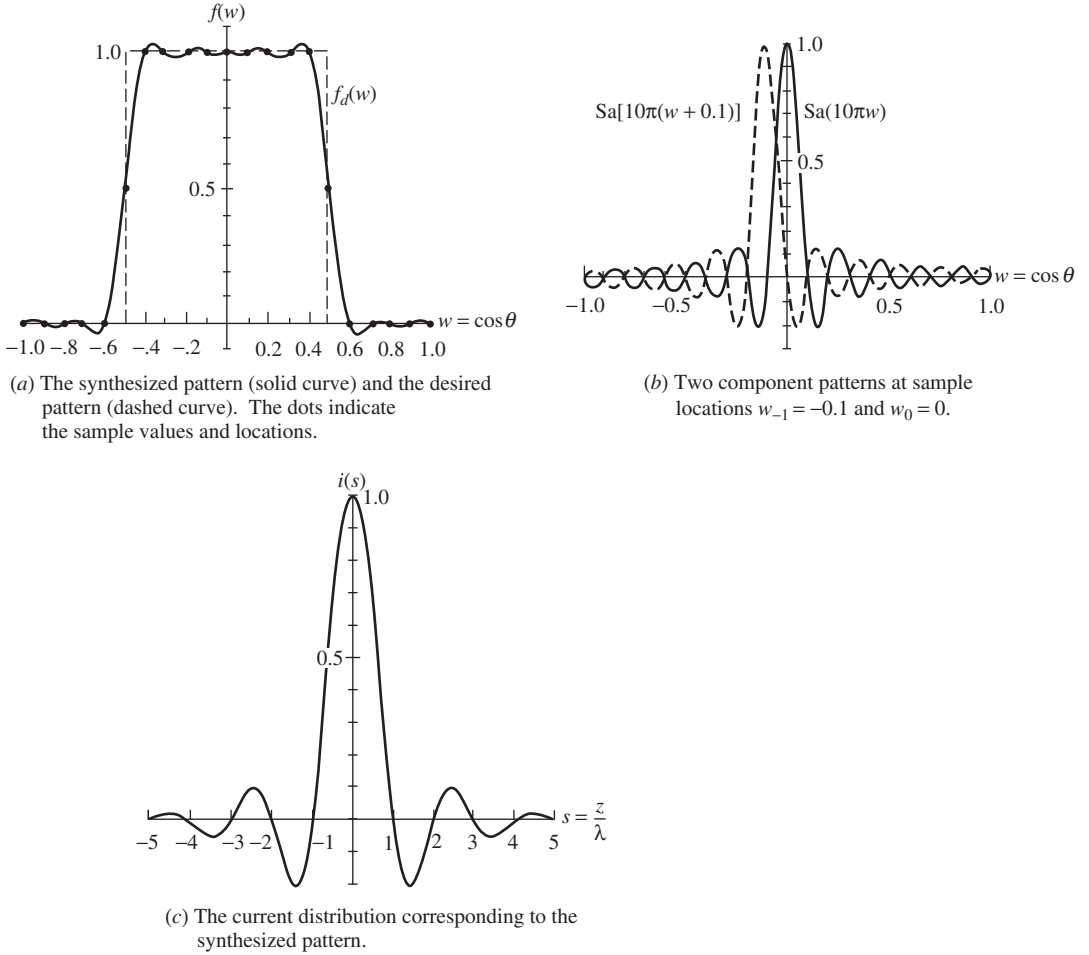 f(w)
1.0
f_d(w)
0.5
w = cos θ
−1.0 −.8 −.6 −.4 −.2 0.2 0.4 0.6 0.8 1.0
(a) The synthesized pattern (solid curve) and the desired
pattern (dashed curve). The dots indicate
the sample values and locations.
1.0
Sa[10π(w + 0.1)] Sa(10πw)
0.5
w = cos θ
−1.0 −0.5 0.5 1.0
(b) Two component patterns at sample
locations w₋₁ = −0.1 and w₀ = 0.
i(s)
1.0
0.5
s = z/λ
−5 −4 −3 −2 −1 1 2 3 4 5
(c) The current distribution corresponding to the
synthesized pattern.